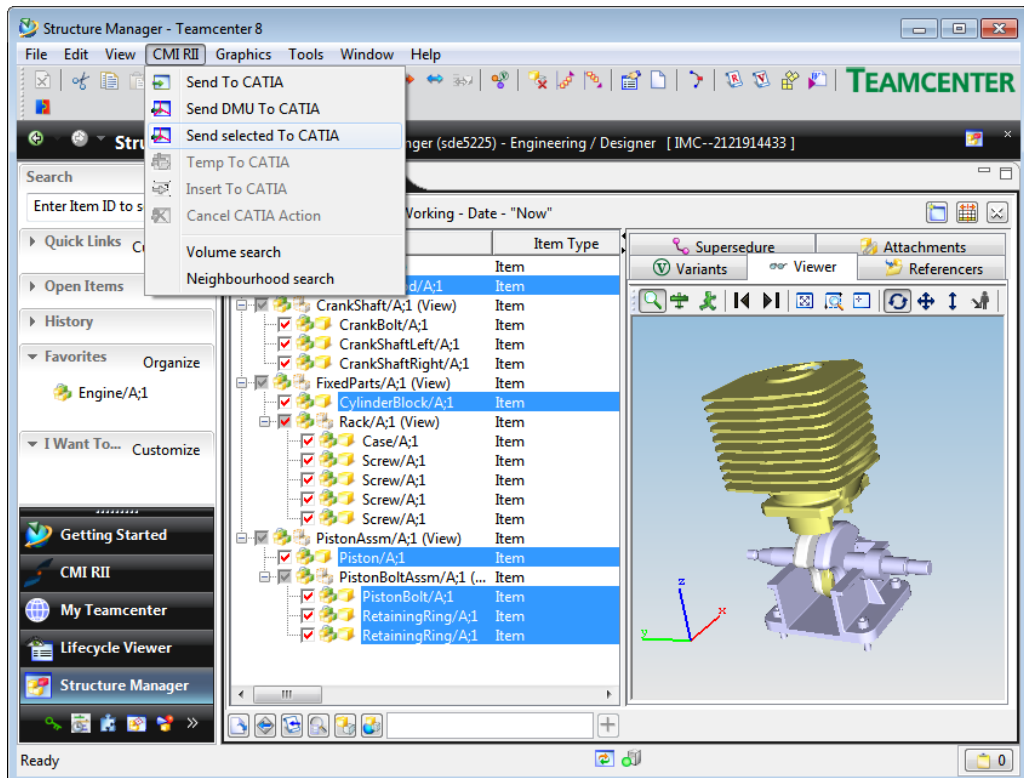 Structure Manager - Teamcenter 8
File Edit View CMI RII Graphics Tools Window Help
TEAMCENTER
Send To CATIA
Send DMU To CATIA
Send selected To CATIA
Temp To CATIA
Insert To CATIA
Cancel CATIA Action
Volume search
Neighbourhood search
(sde5225) - Engineering / Designer [ IMC--2121914433 ]
Search
Enter Item ID to s
Quick Links
Open Items
History
Favorites Organize
Engine/A;1
I Want To... Customize
Getting Started
CMI RII
My Teamcenter
Lifecycle Viewer
Structure Manager
Working - Date - "Now"
Item Type
Item
d/A;1 Item
CrankShaft/A;1 (View) Item
CrankBolt/A;1 Item
CrankShaftLeft/A;1 Item
CrankShaftRight/A;1 Item
FixedParts/A;1 (View) Item
CylinderBlock/A;1 Item
Rack/A;1 (View) Item
Case/A;1 Item
Screw/A;1 Item
Screw/A;1 Item
Screw/A;1 Item
Screw/A;1 Item
PistonAssm/A;1 (View) Item
Piston/A;1 Item
PistonBoltAssm/A;1 (... Item
PistonBolt/A;1 Item
RetainingRing/A;1 Item
RetainingRing/A;1 Item
Supersedure Attachments
Variants Viewer Referencers
z
x
y
Ready
0